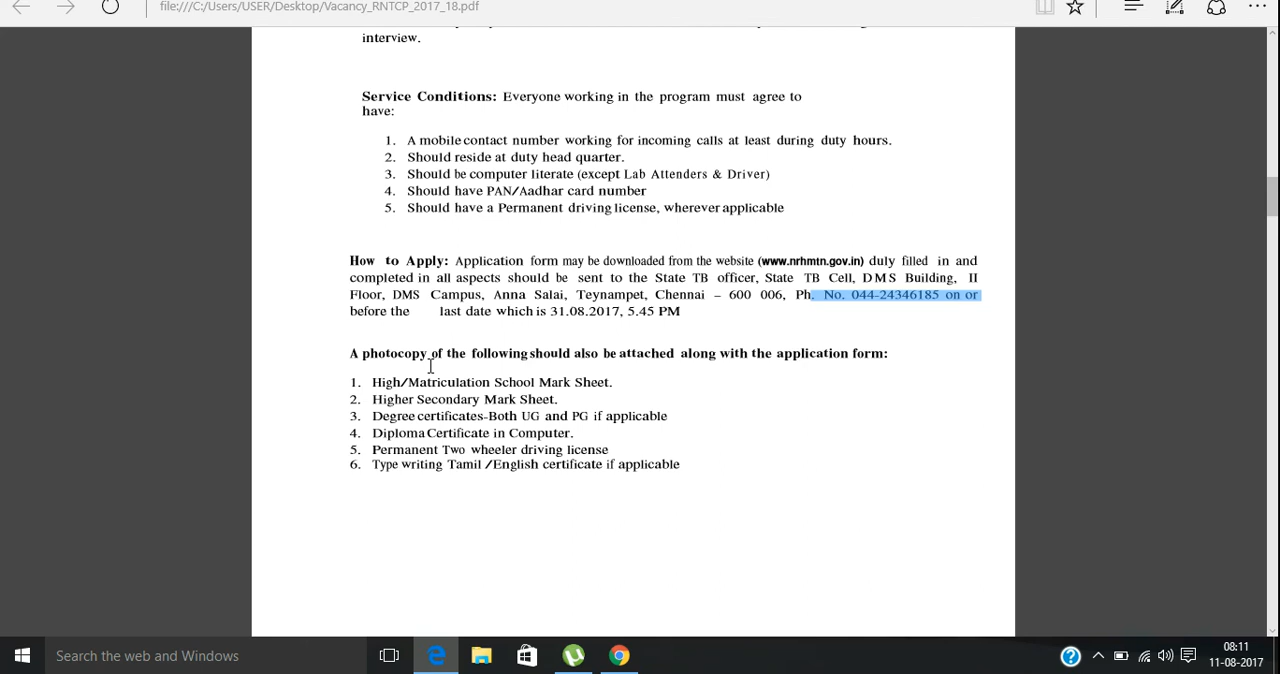 file:///C:/Users/USER/Desktop/Vacancy_RNTCP_2017_18.pdf
interview.
Service Conditions: Everyone working in the program must agree to
have:
1. A mobile contact number working for incoming calls at least during duty hours.
2. Should reside at duty head quarter.
3. Should be computer literate (except Lab Attenders & Driver)
4. Should have PAN/Aadhar card number
5. Should have a Permanent driving license, wherever applicable
How to Apply: Application form may be downloaded from the website (www.nrhmtn.gov.in) duly filled in and
completed in all aspects should be sent to the State TB officer, State TB Cell, DMS Building, II
Floor, DMS Campus, Anna Salai, Teynampet, Chennai – 600 006, Ph. No. 044-24346185 on or
before the last date which is 31.08.2017, 5.45 PM
A photocopy of the following should also be attached along with the application form:
1. High/Matriculation School Mark Sheet.
2. Higher Secondary Mark Sheet.
3. Degree certificates-Both UG and PG if applicable
4. Diploma Certificate in Computer.
5. Permanent Two wheeler driving license
6. Type writing Tamil /English certificate if applicable
Search the web and Windows
08:11
11-08-2017